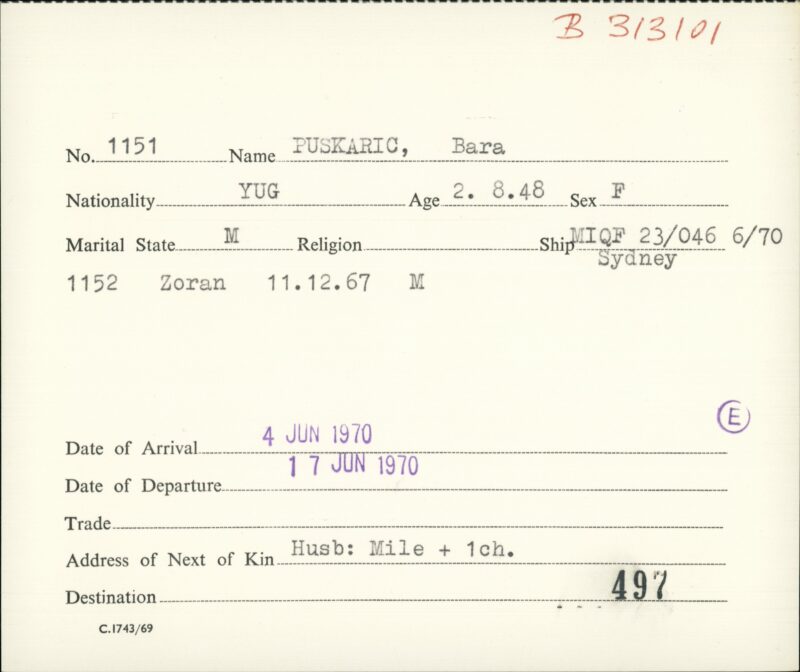 B 313101
No. 1151 Name PUSKARIC, Bara
Nationality YUG Age 2. 8.48 Sex F
Marital State M Religion Ship MIQF 23/046 6/70
Sydney
1152 Zoran 11.12.67 M
E
Date of Arrival 4 JUN 1970
Date of Departure 17 JUN 1970
Trade
Address of Next of Kin Husb: Mile + 1ch.
Destination 497
C.1743/69